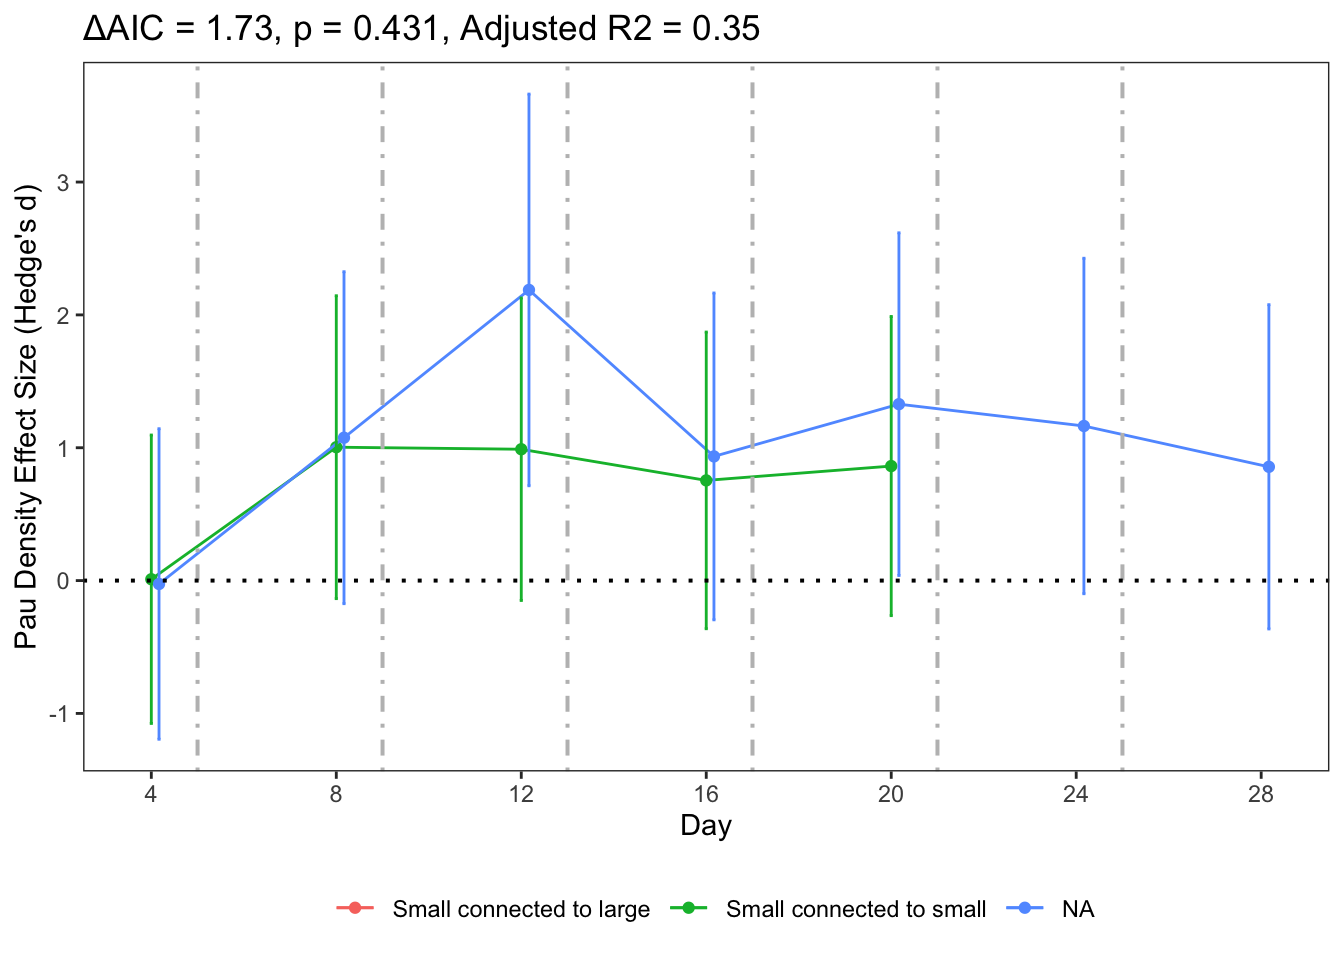 ΔAIC = 1.73, p = 0.431, Adjusted R2 = 0.35
Pau Density Effect Size (Hedge's d)
3
2
1
0
-1
4 8 12 16 20 24 28
Day
Small connected to large Small connected to small NA